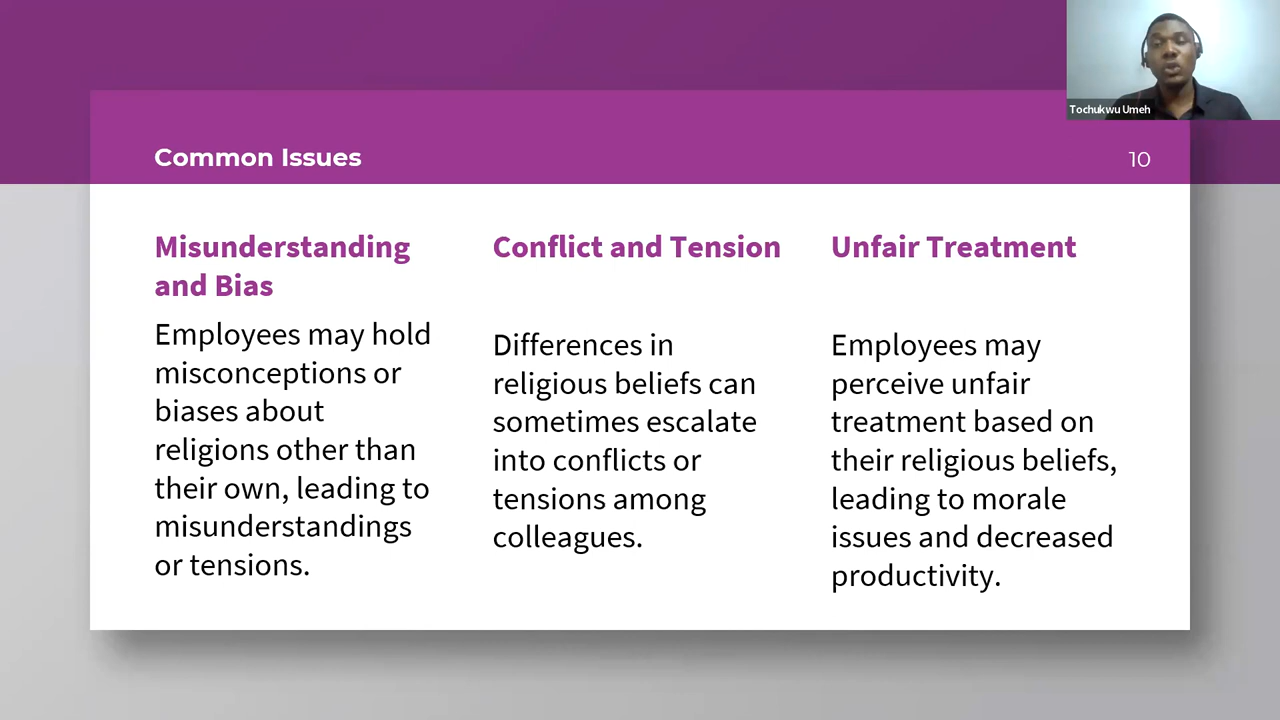 Tochukwu Umeh
Common Issues
10
Misunderstanding
and Bias
Employees may hold
misconceptions or
biases about
religions other than
their own, leading to
misunderstandings
or tensions.
Conflict and Tension
Differences in
religious beliefs can
sometimes escalate
into conflicts or
tensions among
colleagues.
Unfair Treatment
Employees may
perceive unfair
treatment based on
their religious beliefs,
leading to morale
issues and decreased
productivity.